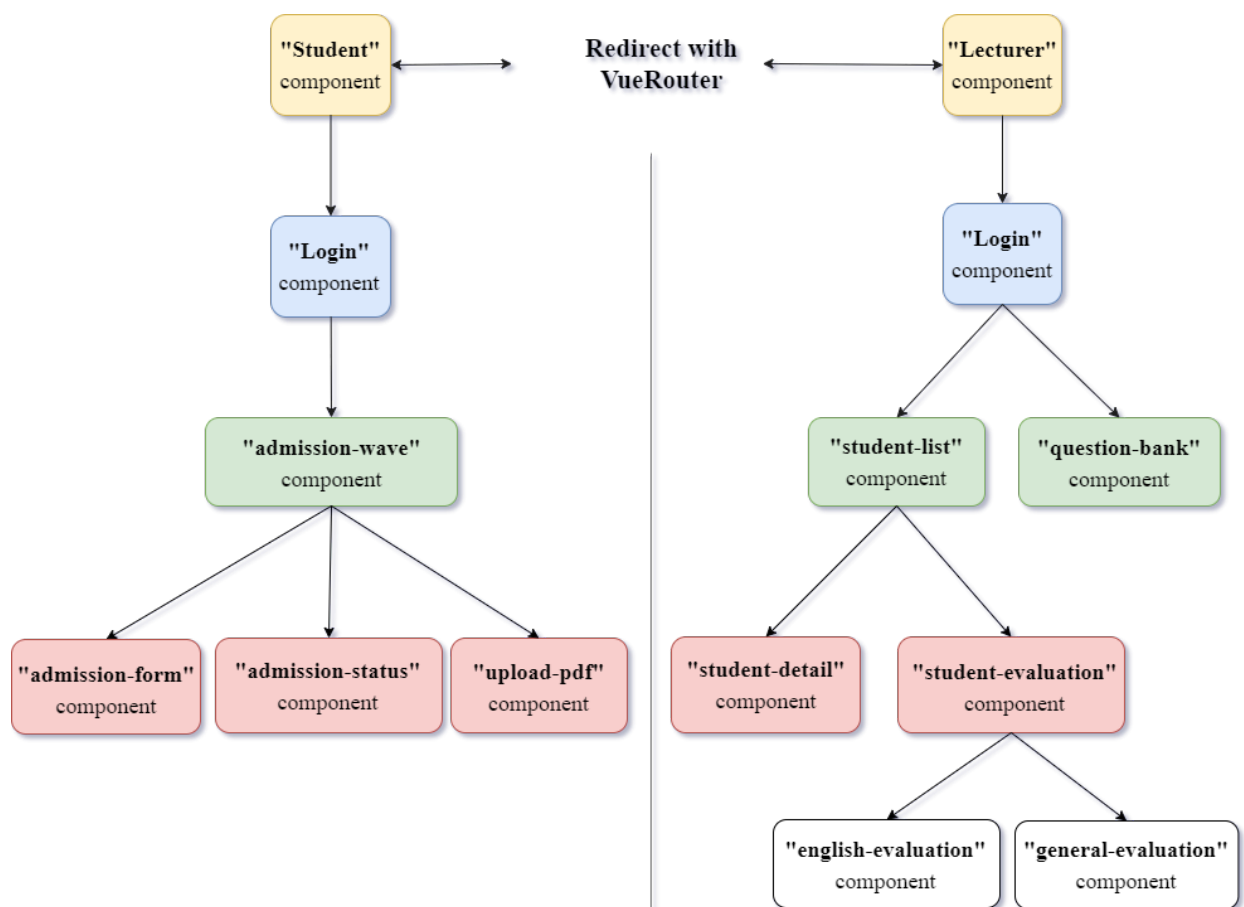 "Student"
component
Redirect with
VueRouter
"Lecturer"
component
"Login"
component
"Login"
component
"admission-wave"
component
"student-list"
component
"question-bank"
component
"admission-form"
component
"admission-status"
component
"upload-pdf"
component
"student-detail"
component
"student-evaluation"
component
"english-evaluation"
component
"general-evaluation"
component